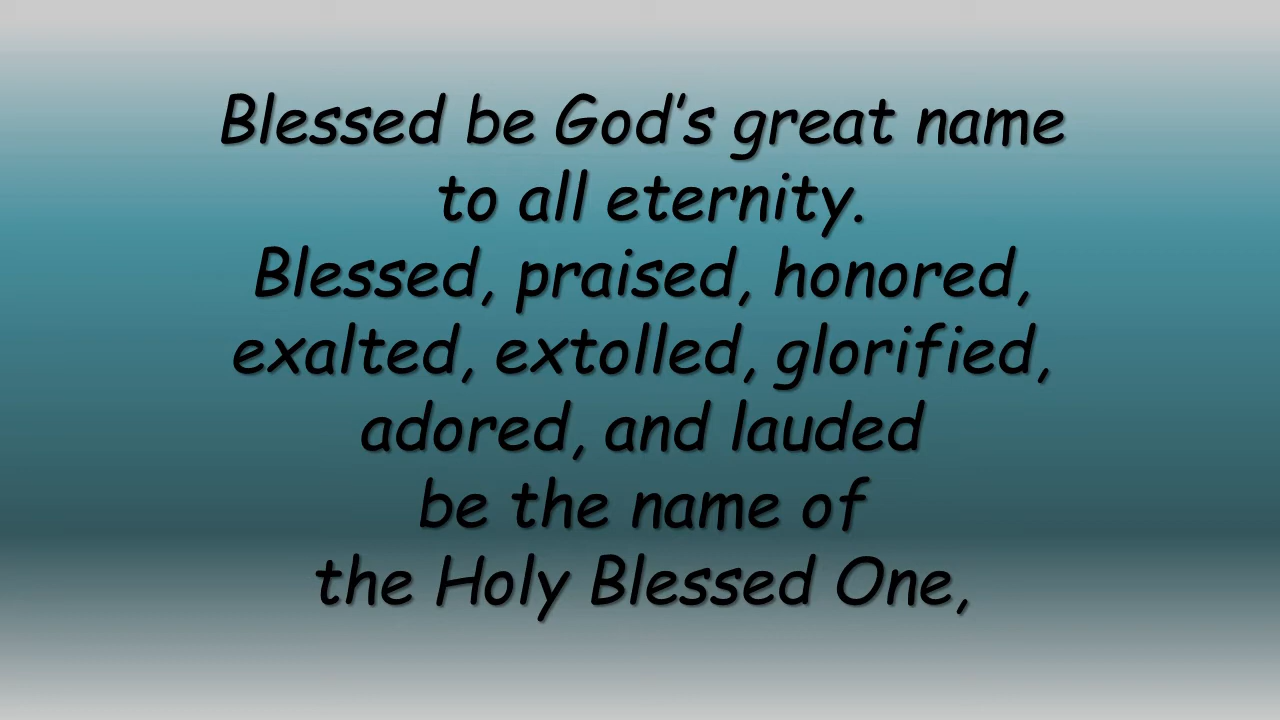 Blessed be God’s great name
to all eternity.
Blessed, praised, honored,
exalted, extolled, glorified,
adored, and lauded
be the name of
the Holy Blessed One,